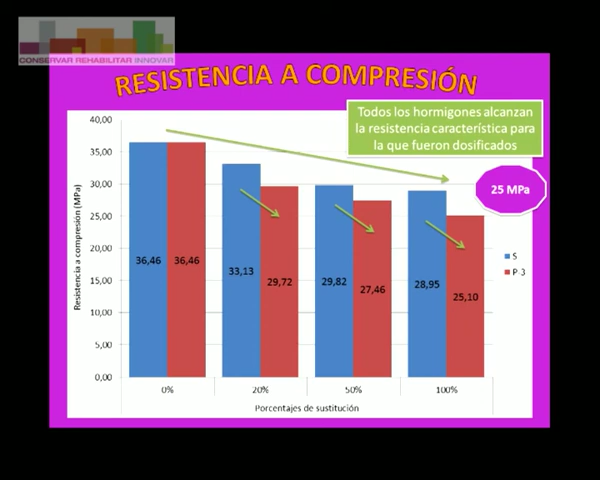 CONSERVAR REHABILITAR INNOVAR
RESISTENCIA A COMPRESIÓN
Todos los hormigones alcanzan
la resistencia característica para
la que fueron dosificados
25 MPa
Resistencia a compresión (MPa)
40,00
35,00
30,00
25,00
20,00
15,00
10,00
5,00
0,00
36,46
36,46
33,13
29,72
29,82
27,46
28,95
25,10
S
P-3
0%
20%
50%
100%
Porcentajes de sustitución